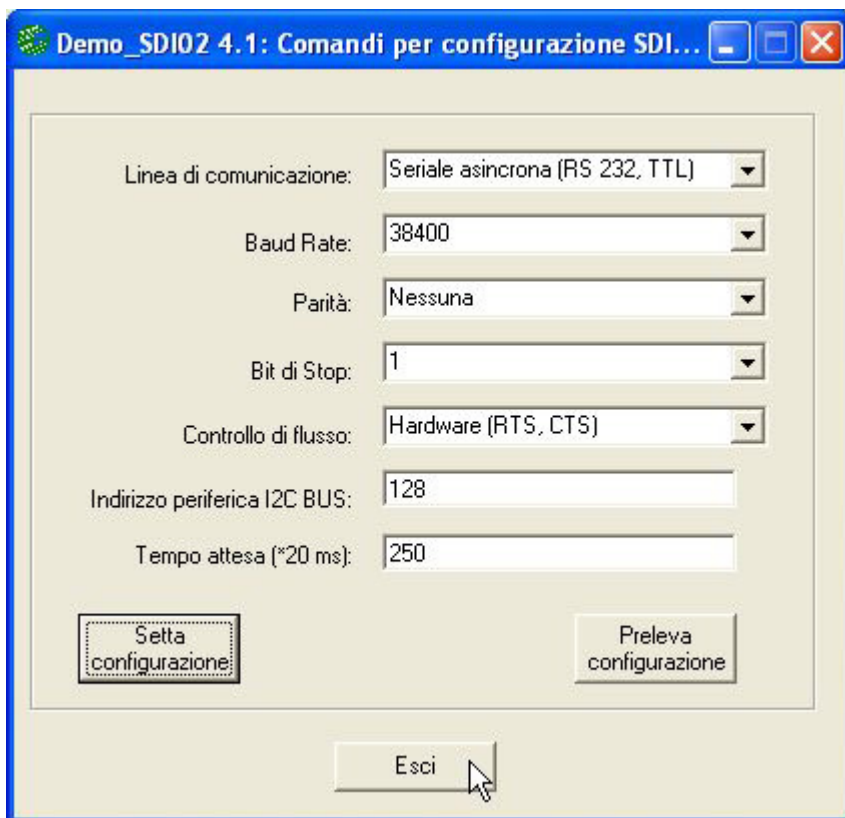 Demo_SDI02 4.1: Comandi per configurazione SDI...
Linea di comunicazione: Seriale asincrona (RS 232, TTL)
Baud Rate: 38400
Parità: Nessuna
Bit di Stop: 1
Controllo di flusso: Hardware (RTS, CTS)
Indirizzo periferica I2C BUS: 128
Tempo attesa (*20 ms): 250
Setta
configurazione
Preleva
configurazione
Esci